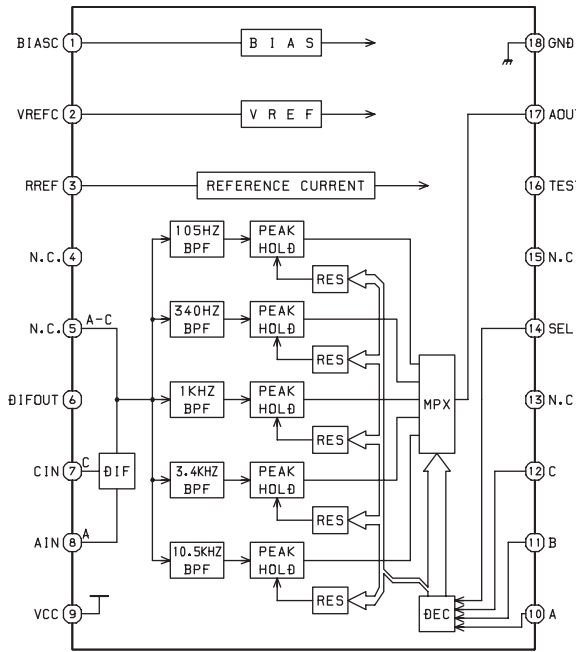 BIASC 1 BIAS 18 GND
VREFC 2 VREF 17 AOUT
RREF 3 REFERENCE CURRENT 16 TEST
105HZ BPF PEAK HOLD
N.C. 4 15 N.C
RES
A-C
N.C. 5 340HZ BPF PEAK HOLD 14 SEL
RES
DIFOUT 6 1KHZ BPF PEAK HOLD MPX 13 N.C
RES
CIN 7 C DIF 3.4KHZ BPF PEAK HOLD 12 C
RES
AIN 8 A 10.5KHZ BPF PEAK HOLD 11 B
RES
VCC 9 DEC 10 A